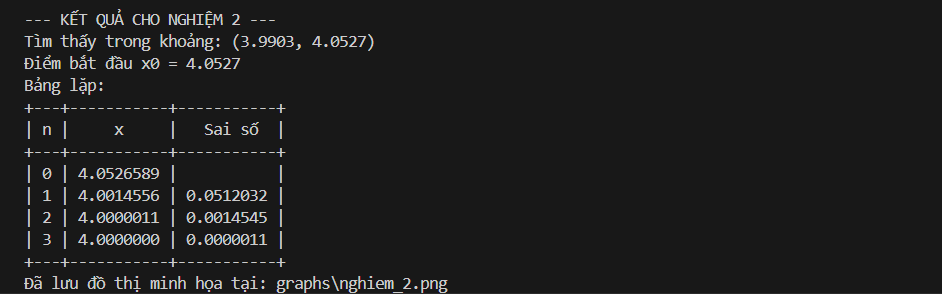 --- KẾT QUẢ CHO NGHIỆM 2 ---
Tìm thấy trong khoảng: (3.9903, 4.0527)
Điểm bắt đầu x0 = 4.0527
Bảng lặp:
+---+-----------+-----------+
| n |     x     |   Sai số  |
+---+-----------+-----------+
| 0 | 4.0526589 |           |
| 1 | 4.0014556 | 0.0512032 |
| 2 | 4.0000011 | 0.0014545 |
| 3 | 4.0000000 | 0.0000011 |
+---+-----------+-----------+
Đã lưu đồ thị minh họa tại: graphs\nghiem_2.png